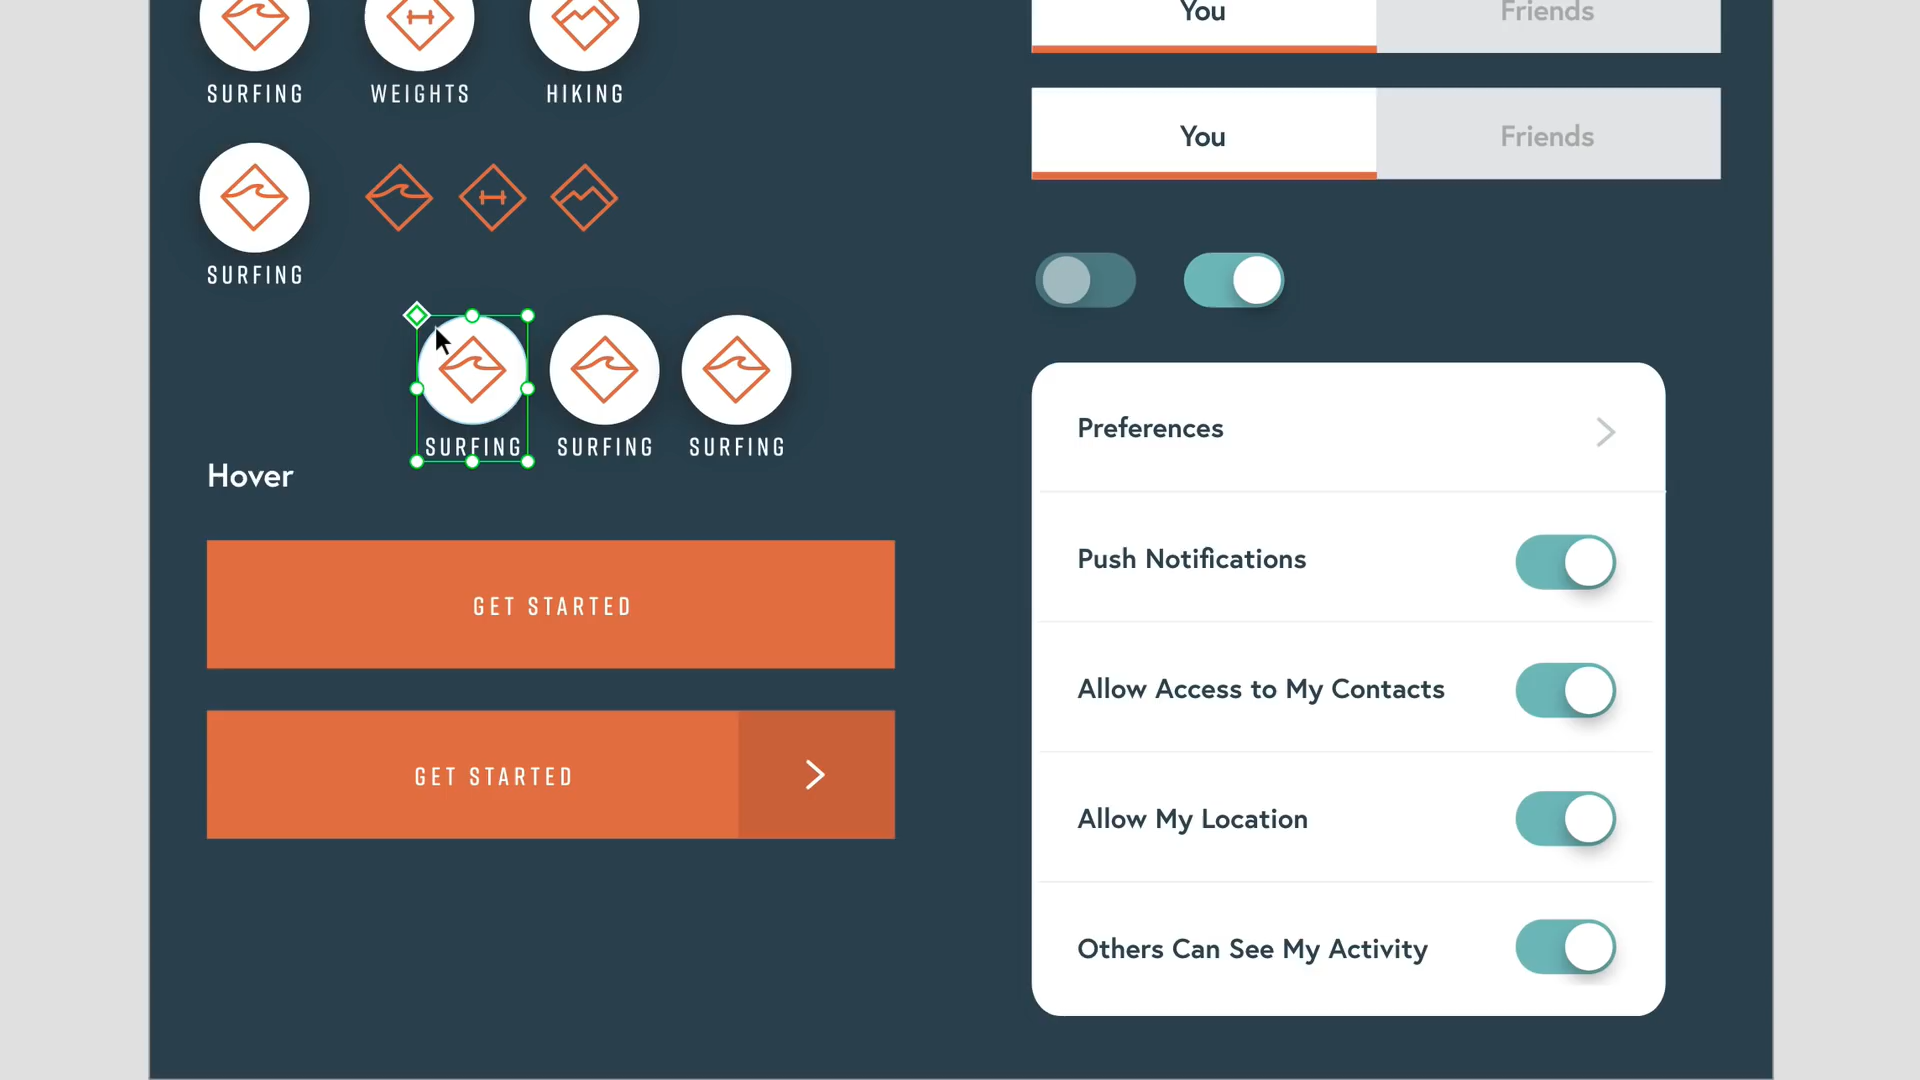 You
Friends
SURFING
WEIGHTS
HIKING
You
Friends
SURFING
SURFING
SURFING
SURFING
Hover
GET STARTED
GET STARTED
Preferences
Push Notifications
Allow Access to My Contacts
Allow My Location
Others Can See My Activity